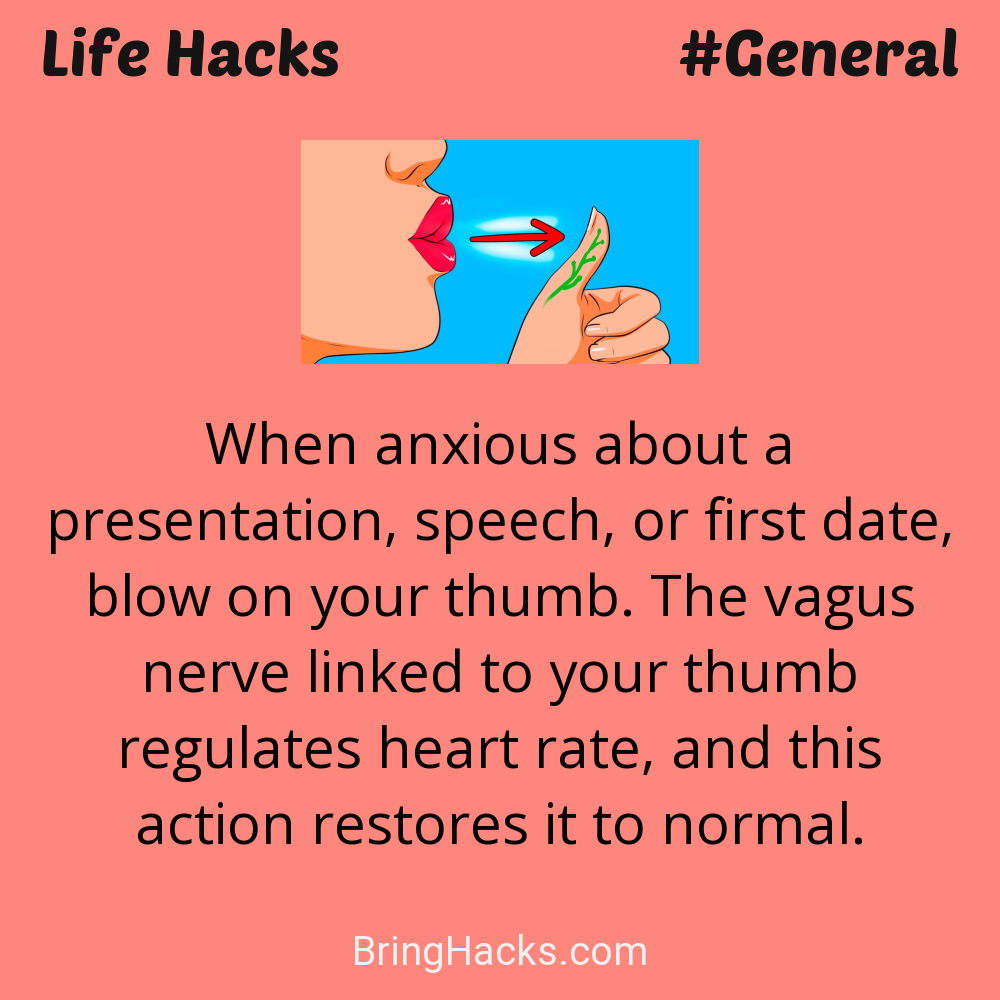 Life Hacks
#General
When anxious about a
presentation, speech, or first date,
blow on your thumb. The vagus
nerve linked to your thumb
regulates heart rate, and this
action restores it to normal.
BringHacks.com